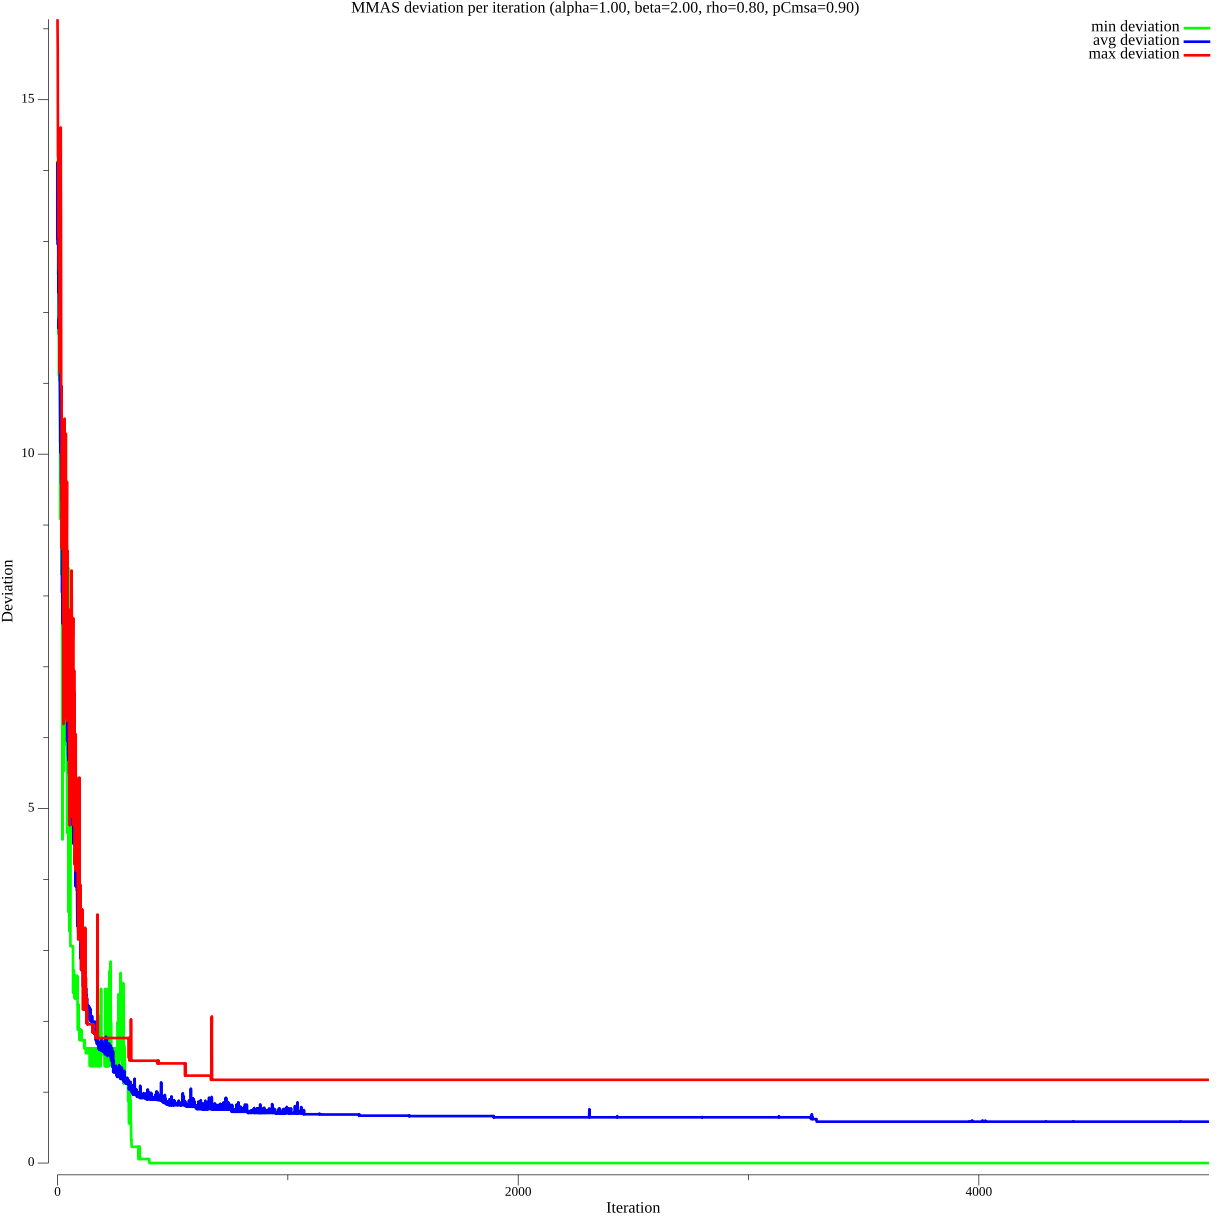 MMAS deviation per iteration (alpha=1.00, beta=2.00, rho=0.80, pCmsa=0.90)
min deviation
avg deviation
max deviation
15
10
5
0
Deviation
0 2000 4000
Iteration